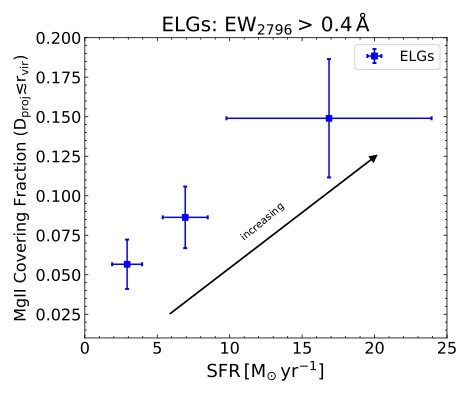 ELGs: EW₂₇₉₆ > 0.4 Å
MgII Covering Fraction (Dₚᵣₒⱼ≤rᵥᵢᵣ)
0.200
0.175
0.150
0.125
0.100
0.075
0.050
0.025
ELGs
increasing
0 5 10 15 20 25
SFR [M⊙ yr⁻¹]